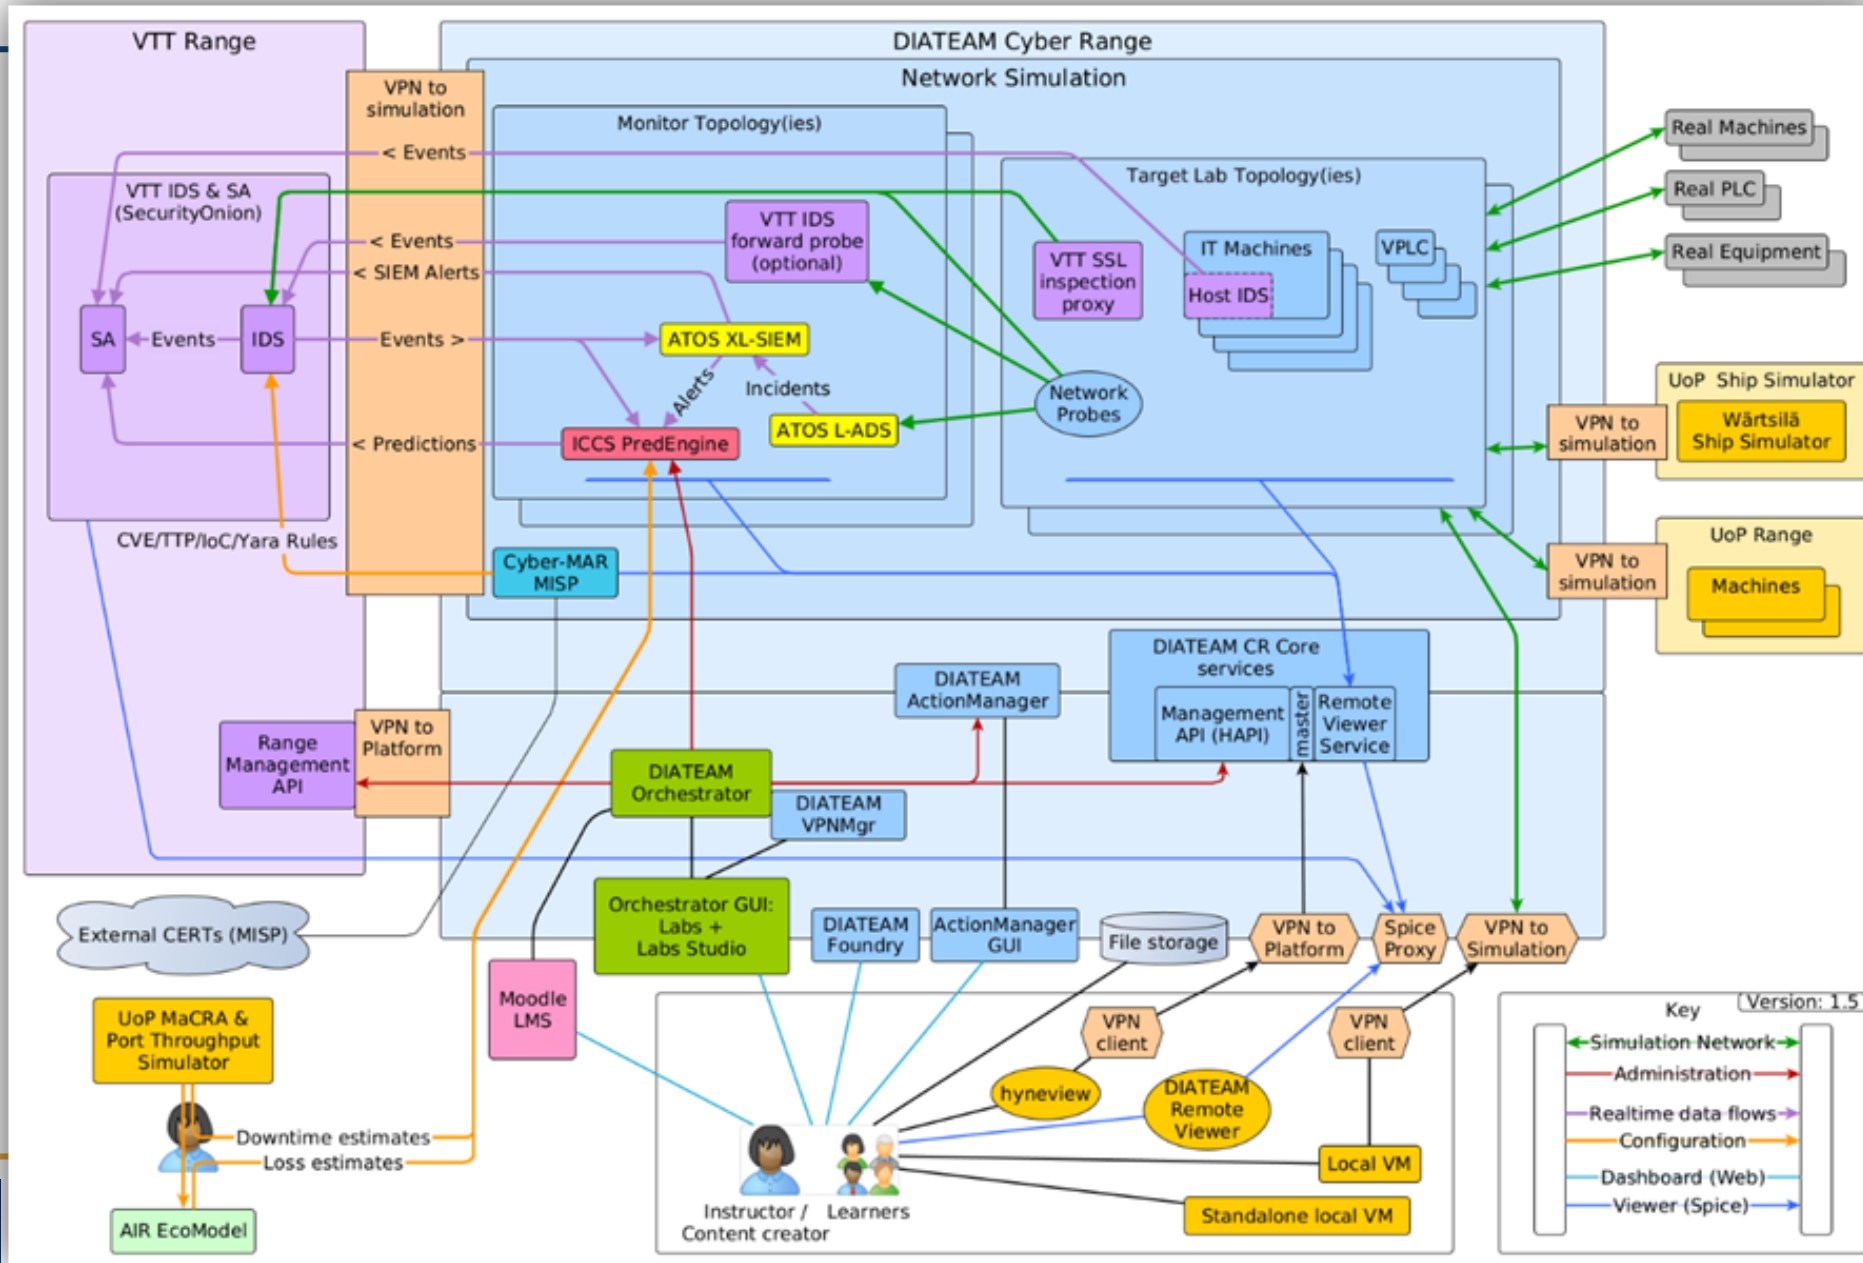 VTT Range
DIATEAM Cyber Range
Network Simulation
VPN to
simulation
Monitor Topology(ies)
< Events
Target Lab Topology(ies)
Real Machines
Real PLC
Real Equipment
VTT IDS & SA
(SecurityOnion)
VTT IDS
forward probe
(optional)
< Events
< SIEM Alerts
VTT SSL
inspection
proxy
IT Machines
Host IDS
VPLC
SA
Events
IDS
Events >
ATOS XL-SIEM
Alerts
Incidents
ATOS L-ADS
Network
Probes
< Predictions
ICCS PredEngine
UoP Ship Simulator
Wärtsilä
Ship Simulator
VPN to
simulation
CVE/TTP/IoC/Yara Rules
Cyber-MAR
MISP
VPN to
simulation
UoP Range
Machines
DIATEAM CR Core
services
Management
API (HAPI)
master
Remote
Viewer
Service
DIATEAM
ActionManager
Range
Management
API
VPN to
Platform
DIATEAM
Orchestrator
DIATEAM
VPNMgr
External CERTs (MISP)
Orchestrator GUI:
Labs +
Labs Studio
DIATEAM
Foundry
ActionManager
GUI
File storage
VPN to
Platform
Spice
Proxy
VPN to
Simulation
Moodle
LMS
UoP MaCRA &
Port Throughput
Simulator
Downtime estimates
Loss estimates
AIR EcoModel
VPN
client
VPN
client
hyneview
DIATEAM
Remote
Viewer
Local VM
Standalone local VM
Instructor /
Content creator
Learners
Key
Version: 1.5
Simulation Network
Administration
Realtime data flows
Configuration
Dashboard (Web)
Viewer (Spice)